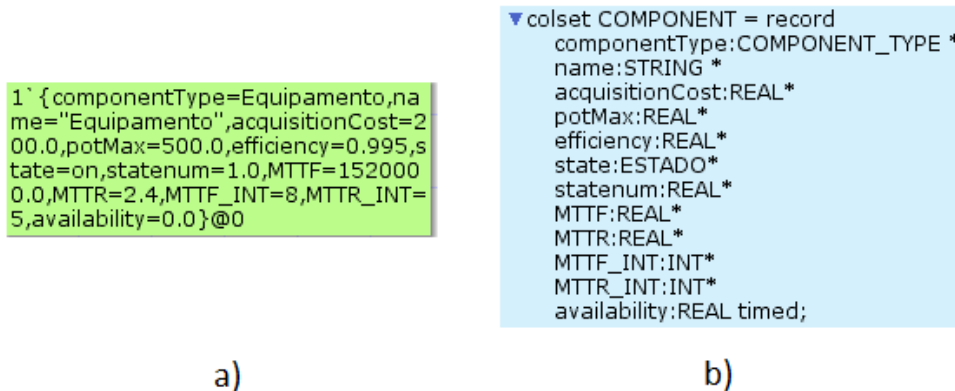 1`{componentType=Equipamento,na
me="Equipamento",acquisitionCost=2
00.0,potMax=500.0,efficiency=0.995,s
tate=on,statenum=1.0,MTTF=152000
0.0,MTTR=2.4,MTTF_INT=8,MTTR_INT=
5,availability=0.0}@0
a)
colset COMPONENT = record
componentType:COMPONENT_TYPE *
name:STRING *
acquisitionCost:REAL*
potMax:REAL*
efficiency:REAL*
state:ESTADO*
statenum:REAL*
MTTF:REAL*
MTTR:REAL*
MTTF_INT:INT*
MTTR_INT:INT*
availability:REAL timed;
b)